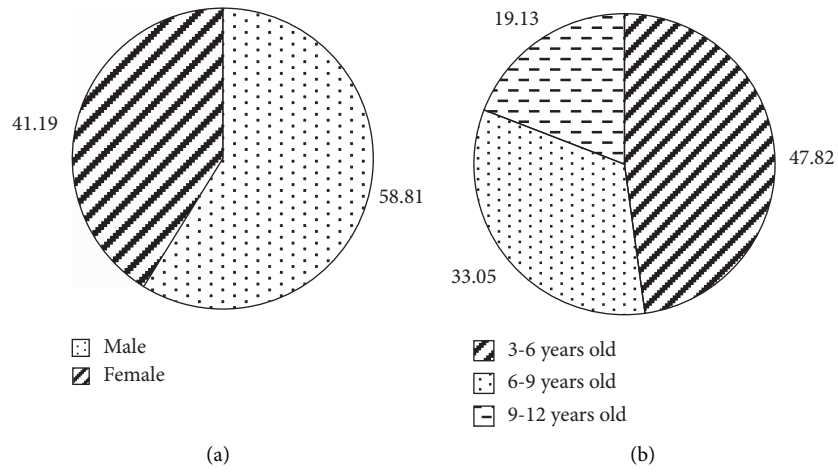 41.19
58.81
Male
Female
(a)
19.13
47.82
33.05
3-6 years old
6-9 years old
9-12 years old
(b)